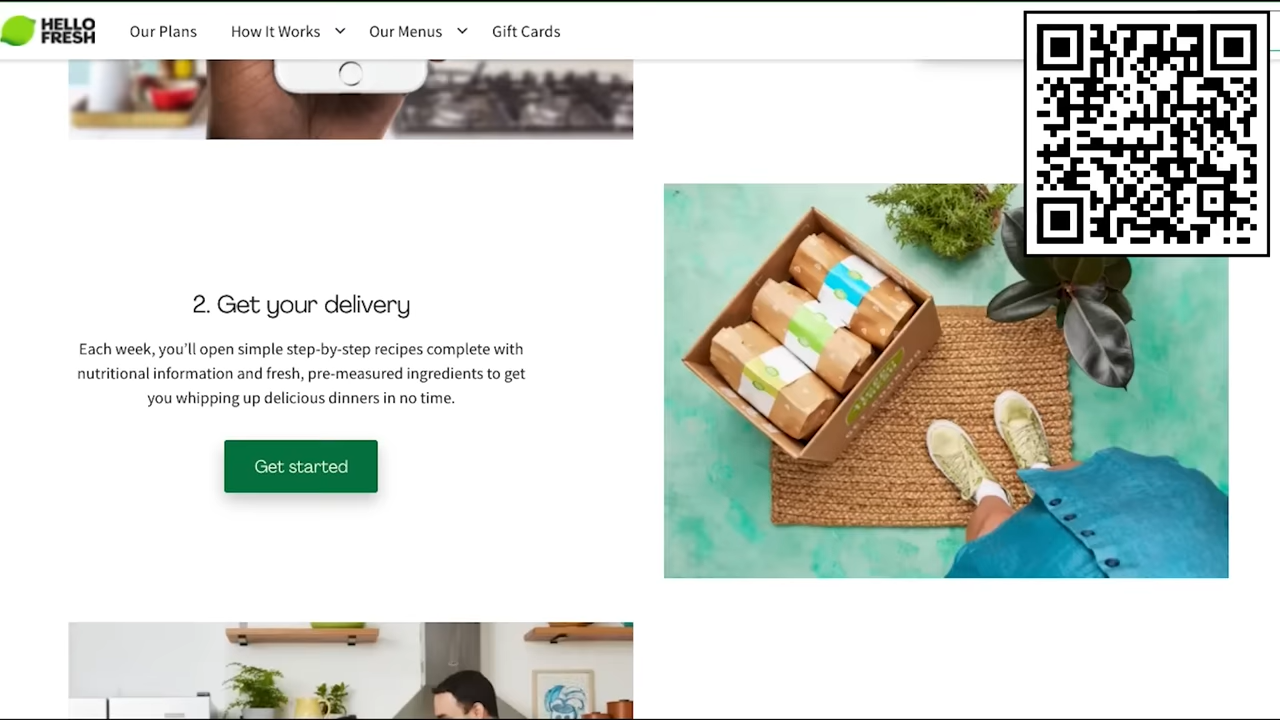 HELLO
FRESH
Our Plans
How It Works
Our Menus
Gift Cards
2. Get your delivery
Each week, you'll open simple step-by-step recipes complete with
nutritional information and fresh, pre-measured ingredients to get
you whipping up delicious dinners in no time.
Get started